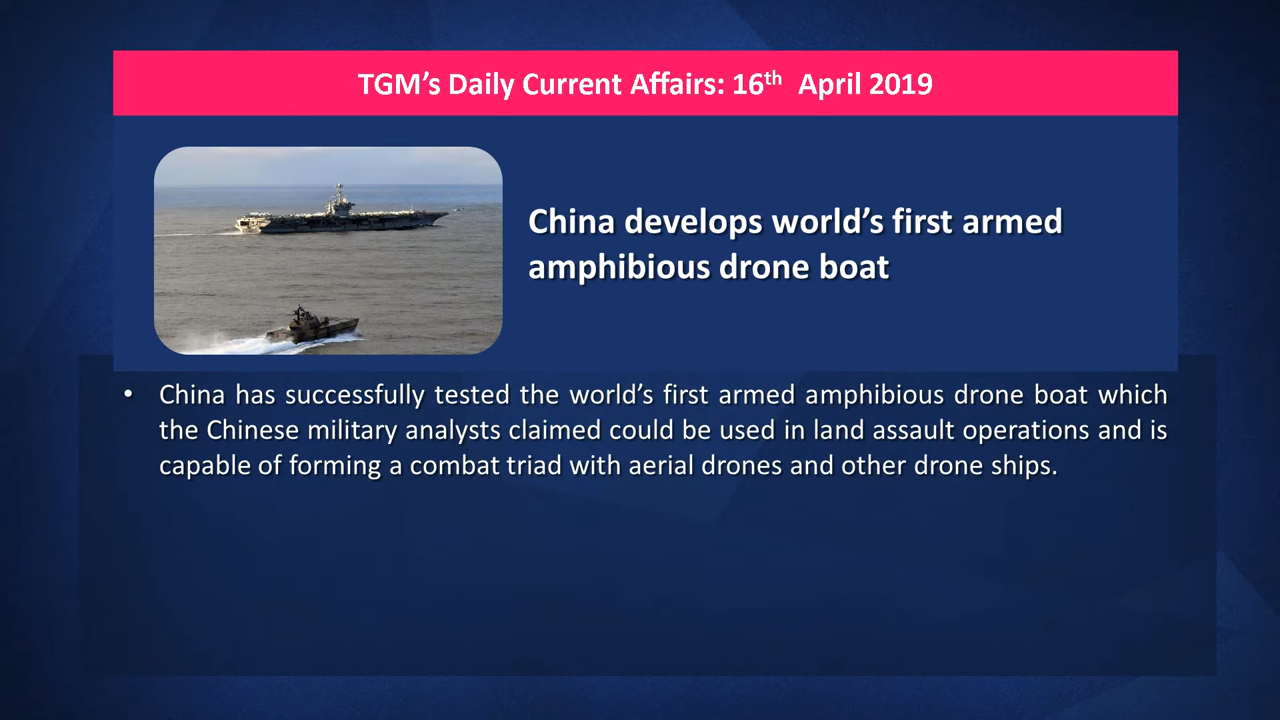 TGM’s Daily Current Affairs: 16th April 2019
China develops world’s first armed
amphibious drone boat
• China has successfully tested the world’s first armed amphibious drone boat which
the Chinese military analysts claimed could be used in land assault operations and is
capable of forming a combat triad with aerial drones and other drone ships.